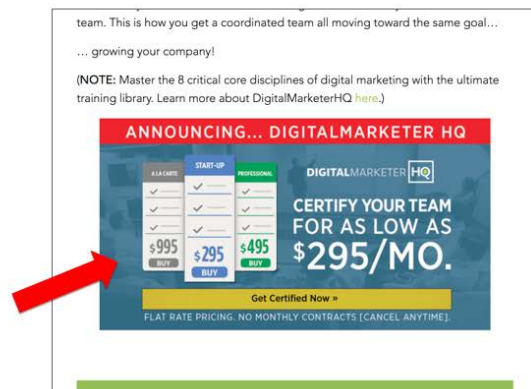 team. This is how you get a coordinated team all moving toward the same goal…
… growing your company!
(NOTE: Master the 8 critical core disciplines of digital marketing with the ultimate
training library. Learn more about DigitalMarketerHQ here.)
ANNOUNCING... DIGITALMARKETER HQ
A LA CARTE
START-UP
PROFESSIONAL
$995
BUY
$295
BUY
$495
BUY
DIGITALMARKETER HQ
CERTIFY YOUR TEAM
FOR AS LOW AS
$295/MO.
Get Certified Now »
FLAT RATE PRICING. NO MONTHLY CONTRACTS [CANCEL ANYTIME].